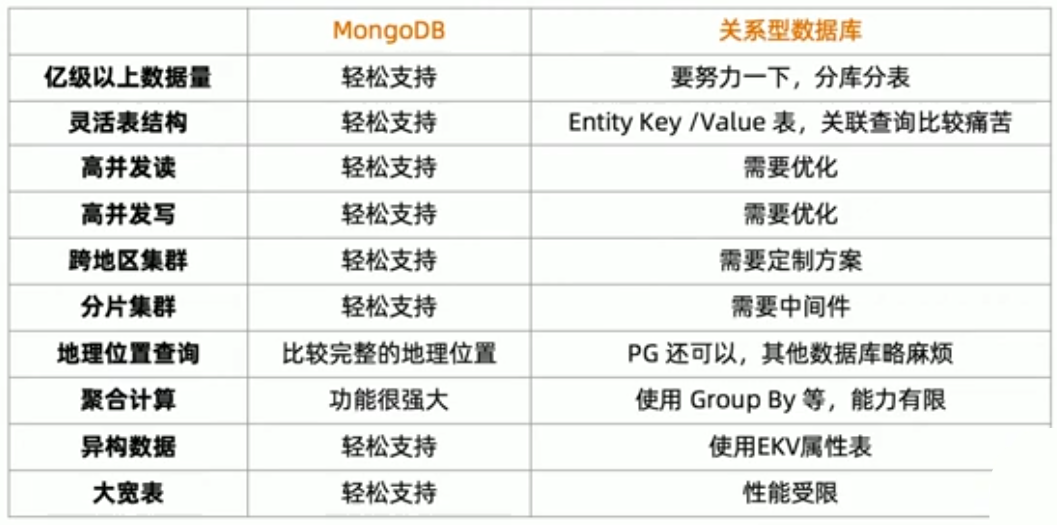 MongoDB 关系型数据库
亿级以上数据量 轻松支持 要努力一下，分库分表
灵活表结构 轻松支持 Entity Key /Value 表，关联查询比较痛苦
高并发读 轻松支持 需要优化
高并发写 轻松支持 需要优化
跨地区集群 轻松支持 需要定制方案
分片集群 轻松支持 需要中间件
地理位置查询 比较完整的地理位置 PG 还可以，其他数据库略麻烦
聚合计算 功能很强大 使用 Group By 等，能力有限
异构数据 轻松支持 使用EKV属性表
大宽表 轻松支持 性能受限